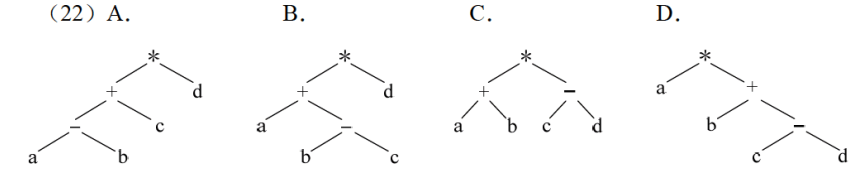 （22）A. B. C. D.
* * * *
+ d + d + - a +
- c a - a b c d b -
a b b c c d